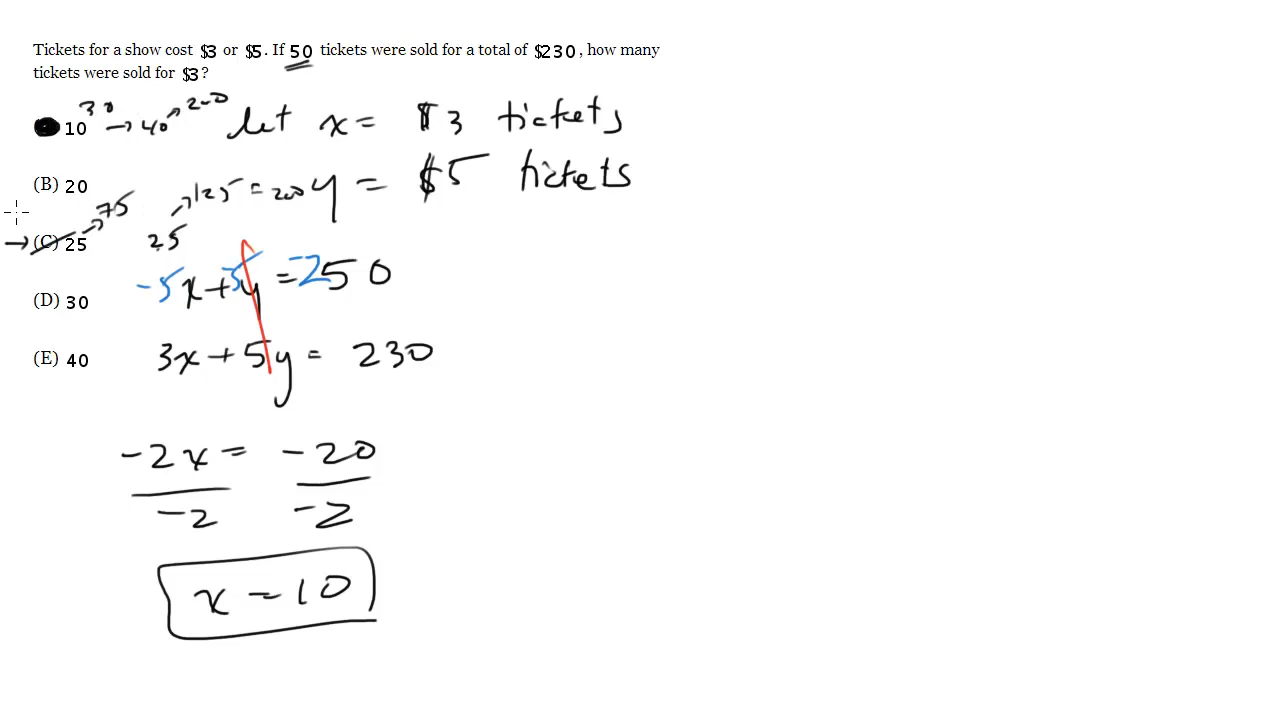 Tickets for a show cost $3 or $5. If 50 tickets were sold for a total of $230, how many
tickets were sold for $3?
10 30 → 40 → 200 let x = $3 tickets
(B) 20
→ 125 = 200 y = $5 tickets
→ (C) 25 → 75 25
-5x + -5y = -250
(D) 30
3x + 5y = 230
(E) 40
-2x = -20
-2 -2
x = 10